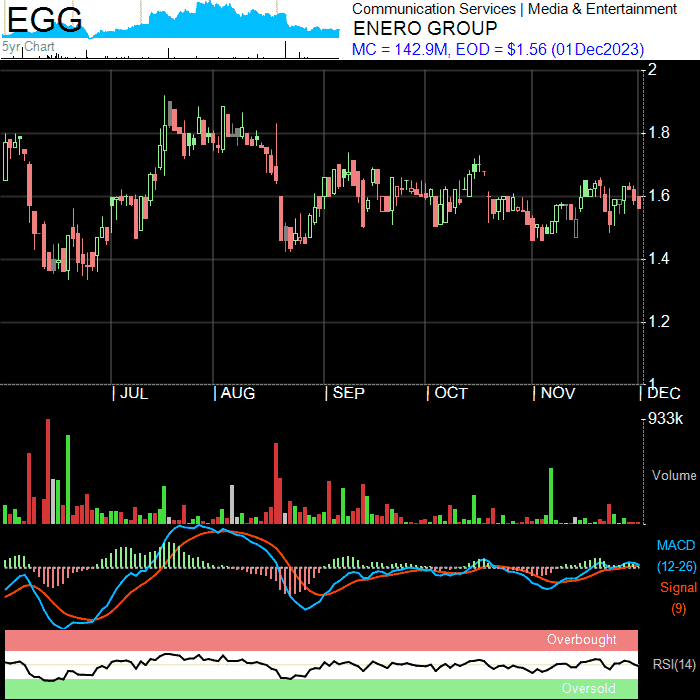 EGG
5yr Chart
Communication Services | Media & Entertainment
ENERO GROUP
MC = 142.9M, EOD = $1.56 (01Dec2023)
2
1.8
1.6
1.4
1.2
1
| JUL | AUG | SEP | OCT | NOV | DEC
933k
Volume
MACD
(12-26)
Signal
(9)
Overbought
RSI(14)
Oversold